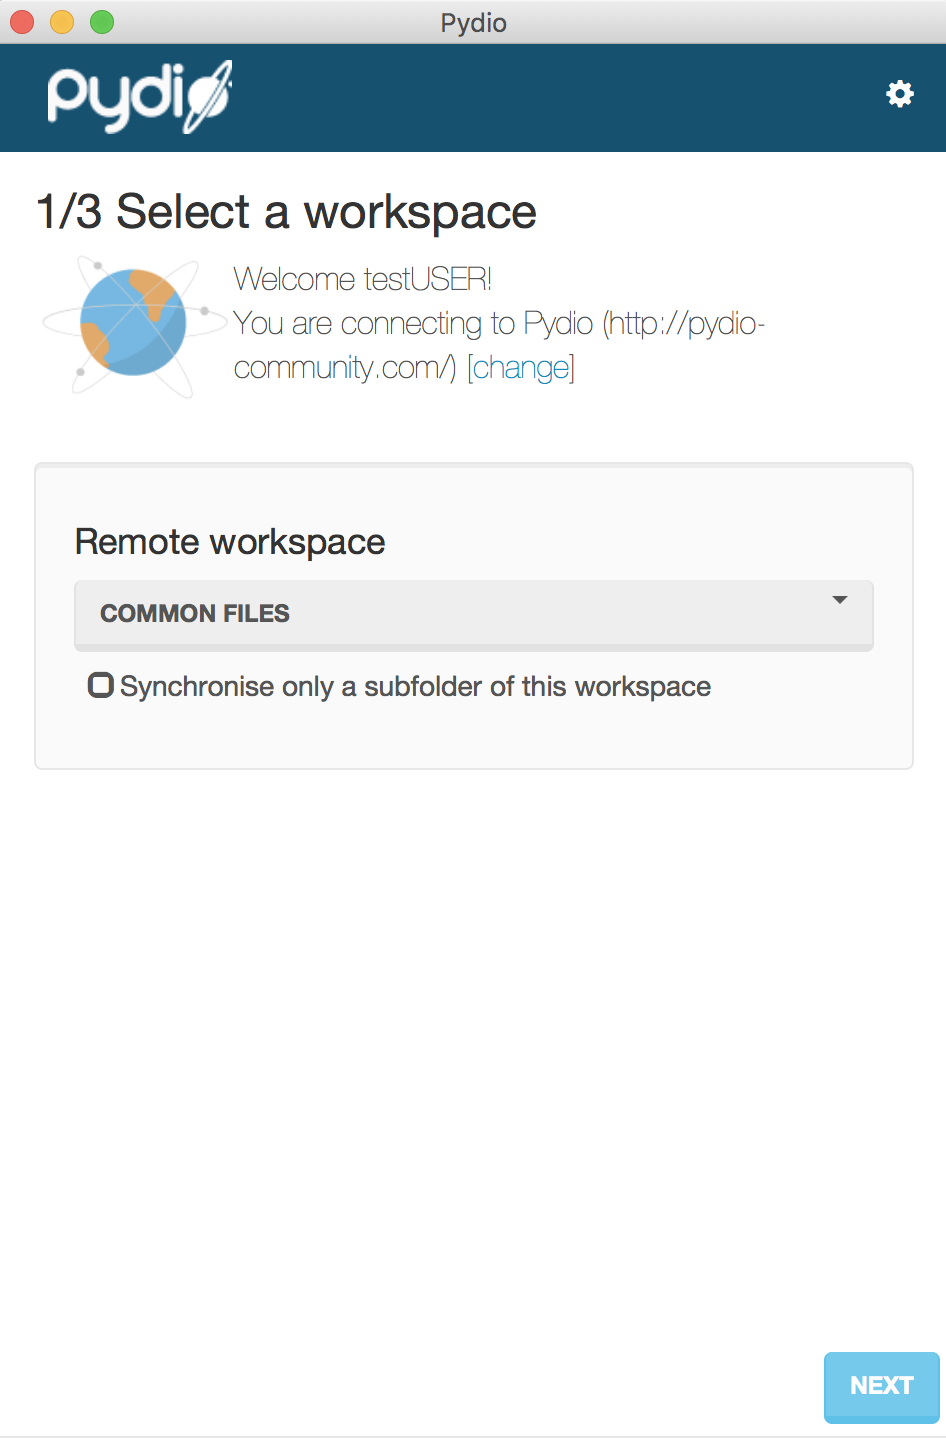 Pydio
pydio
1/3 Select a workspace
Welcome testUSER!
You are connecting to Pydio (http://pydio-
community.com/) [change]
Remote workspace
COMMON FILES
Synchronise only a subfolder of this workspace
NEXT